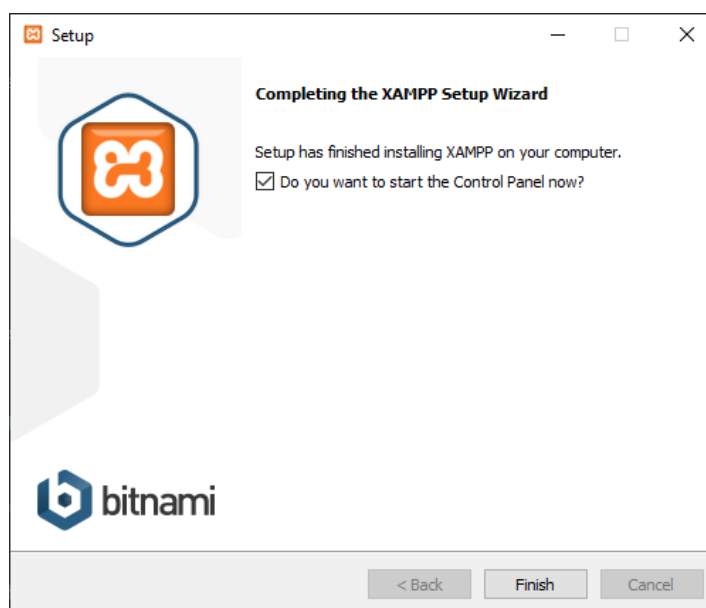 Setup
Completing the XAMPP Setup Wizard
Setup has finished installing XAMPP on your computer.
Do you want to start the Control Panel now?
bitnami
< Back
Finish
Cancel